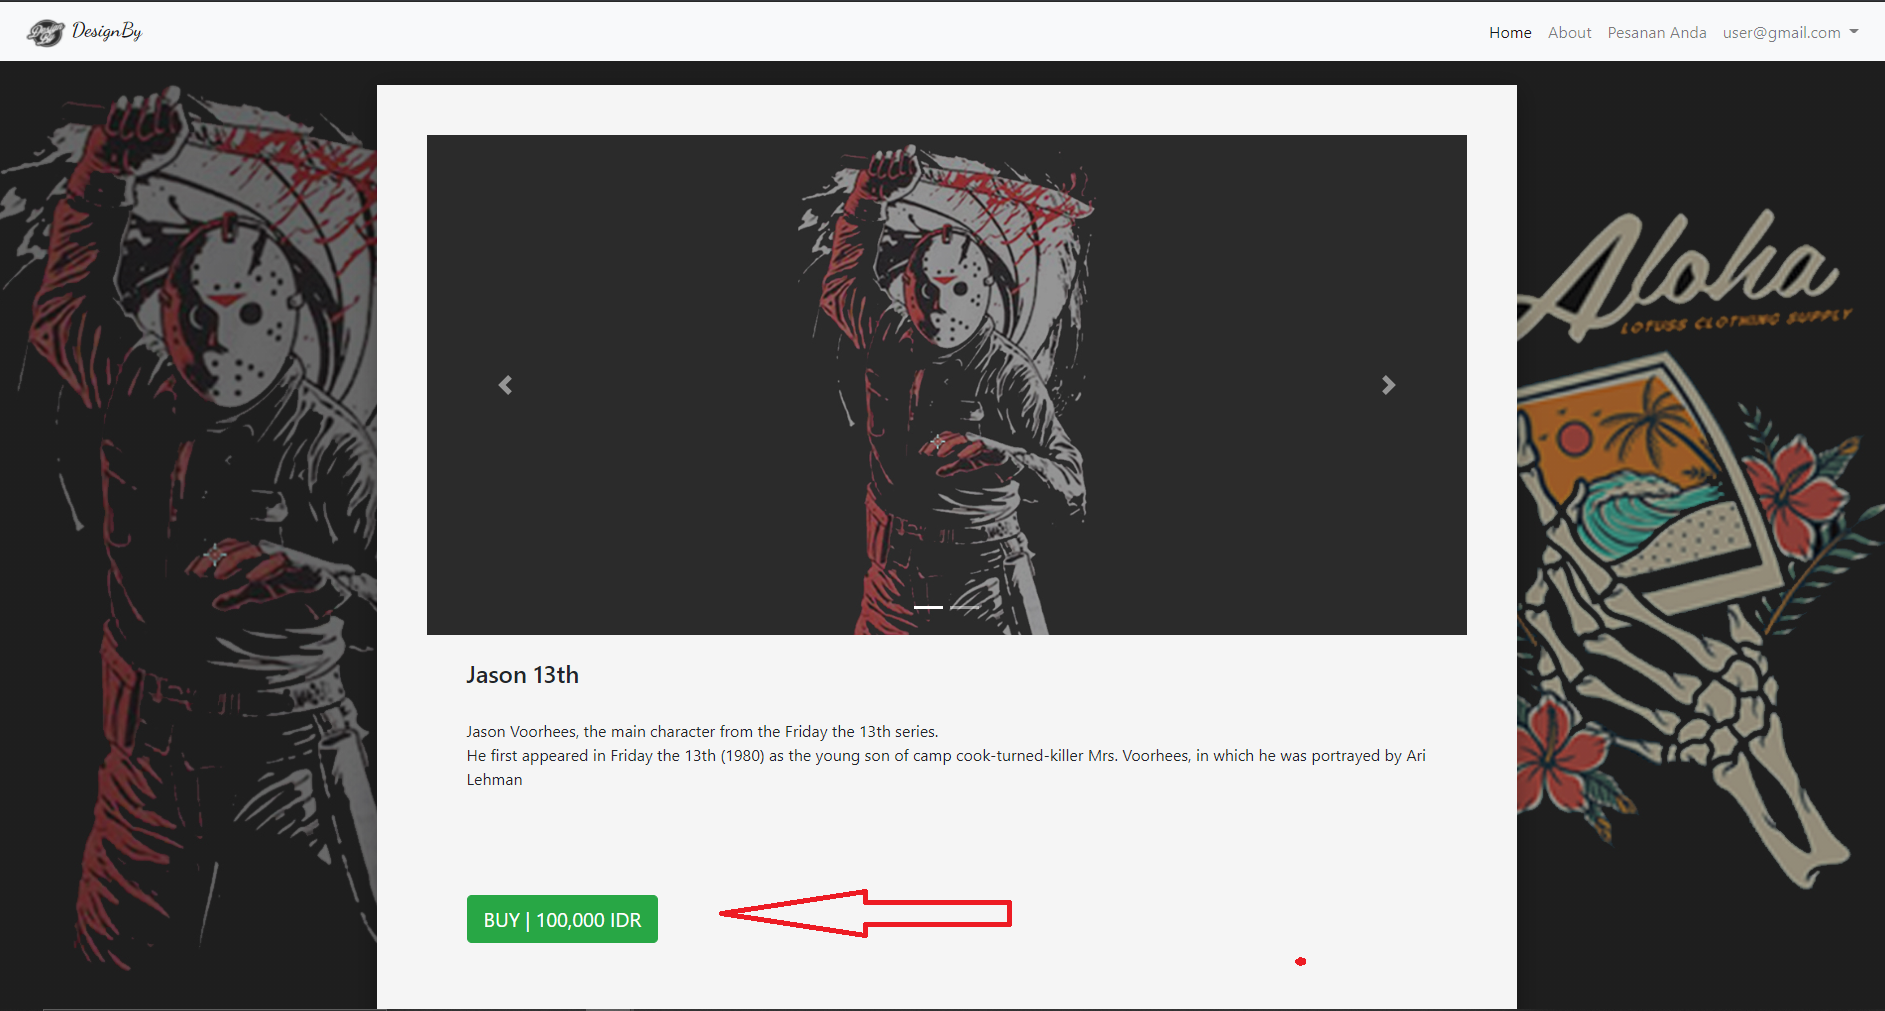 DesignBy
Home About Pesanan Anda user@gmail.com
Aloha
LOTUSS CLOTHING SUPPLY
Jason 13th
Jason Voorhees, the main character from the Friday the 13th series.
He first appeared in Friday the 13th (1980) as the young son of camp cook-turned-killer Mrs. Voorhees, in which he was portrayed by Ari
Lehman
BUY | 100,000 IDR